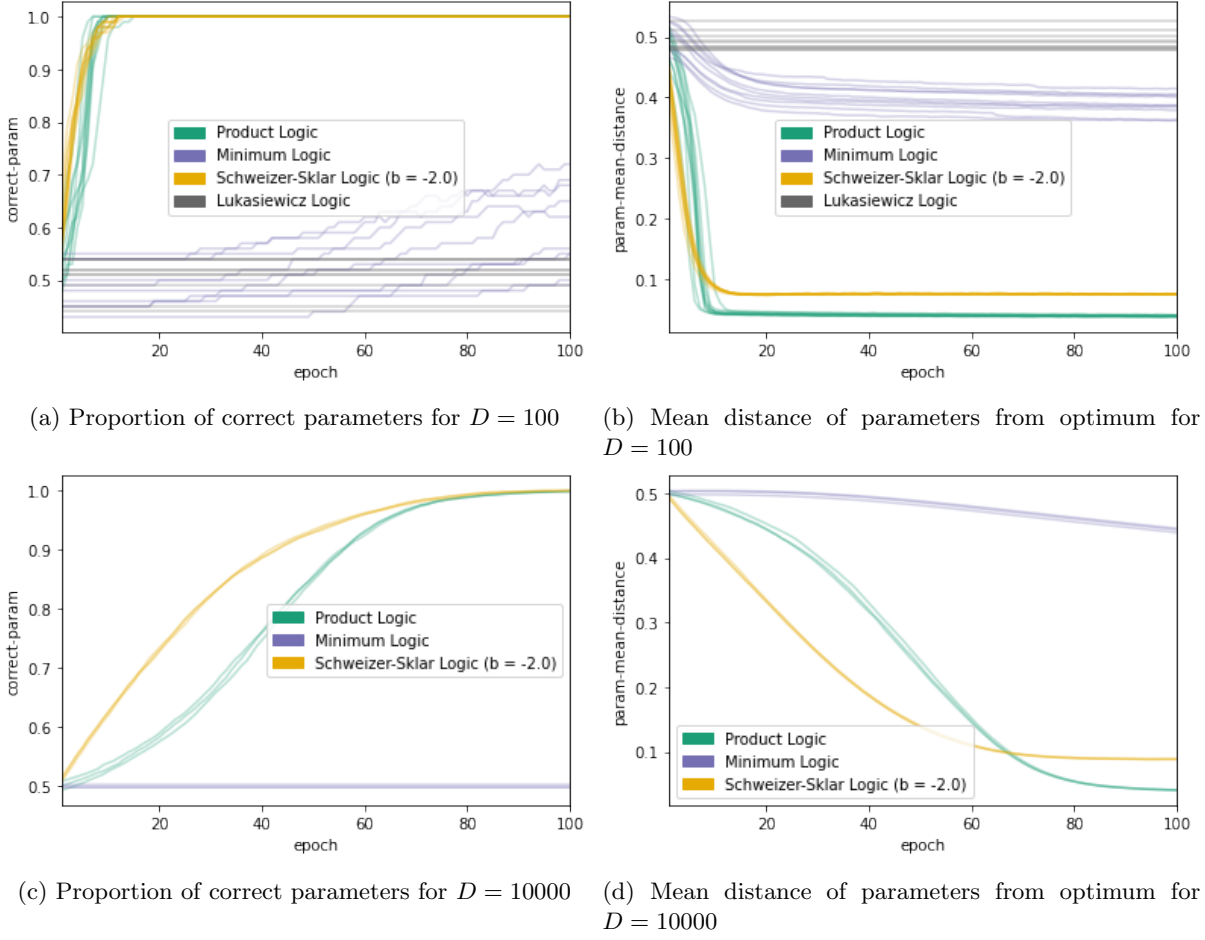 1.0
0.9
0.8
0.7
0.6
0.5
correct-param
Product Logic
Minimum Logic
Schweizer-Sklar Logic (b = -2.0)
Lukasiewicz Logic
20
40
60
80
100
epoch
0.5
0.4
0.3
0.2
0.1
param-mean-distance
Product Logic
Minimum Logic
Schweizer-Sklar Logic (b = -2.0)
Lukasiewicz Logic
20
40
60
80
100
epoch
(a) Proportion of correct parameters for D = 100
(b) Mean distance of parameters from optimum for
D = 100
1.0
0.9
0.8
0.7
0.6
0.5
correct-param
Product Logic
Minimum Logic
Schweizer-Sklar Logic (b = -2.0)
20
40
60
80
100
epoch
0.5
0.4
0.3
0.2
0.1
param-mean-distance
Product Logic
Minimum Logic
Schweizer-Sklar Logic (b = -2.0)
20
40
60
80
100
epoch
(c) Proportion of correct parameters for D = 10000
(d) Mean distance of parameters from optimum for
D = 10000